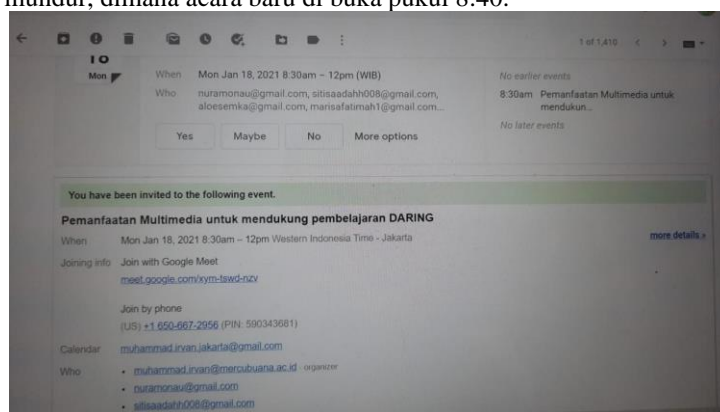 mundur, dimana acara baru di buka pukul 8.40.
1 of 1,410
18
Mon
When Mon Jan 18, 2021 8:30am – 12pm (WIB)
No earlier events
Who nuramonau@gmail.com, sitisaadahh008@gmail.com,
aloesemka@gmail.com, marisafatimah1@gmail.com...
8:30am Pemanfaatan Multimedia untuk
mendukun...
No later events
Yes Maybe No More options
You have been invited to the following event.
Pemanfaatan Multimedia untuk mendukung pembelajaran DARING
When Mon Jan 18, 2021 8:30am – 12pm Western Indonesia Time - Jakarta
more details »
Joining info Join with Google Meet
meet.google.com/xym-tswd-nzv
Join by phone
(US) +1 650-667-2956 (PIN: 590343681)
Calendar muhammad.irvan.jakarta@gmail.com
Who • muhammad.irvan@mercubuana.ac.id - organizer
• nuramonau@gmail.com
• sitisaadahh008@gmail.com